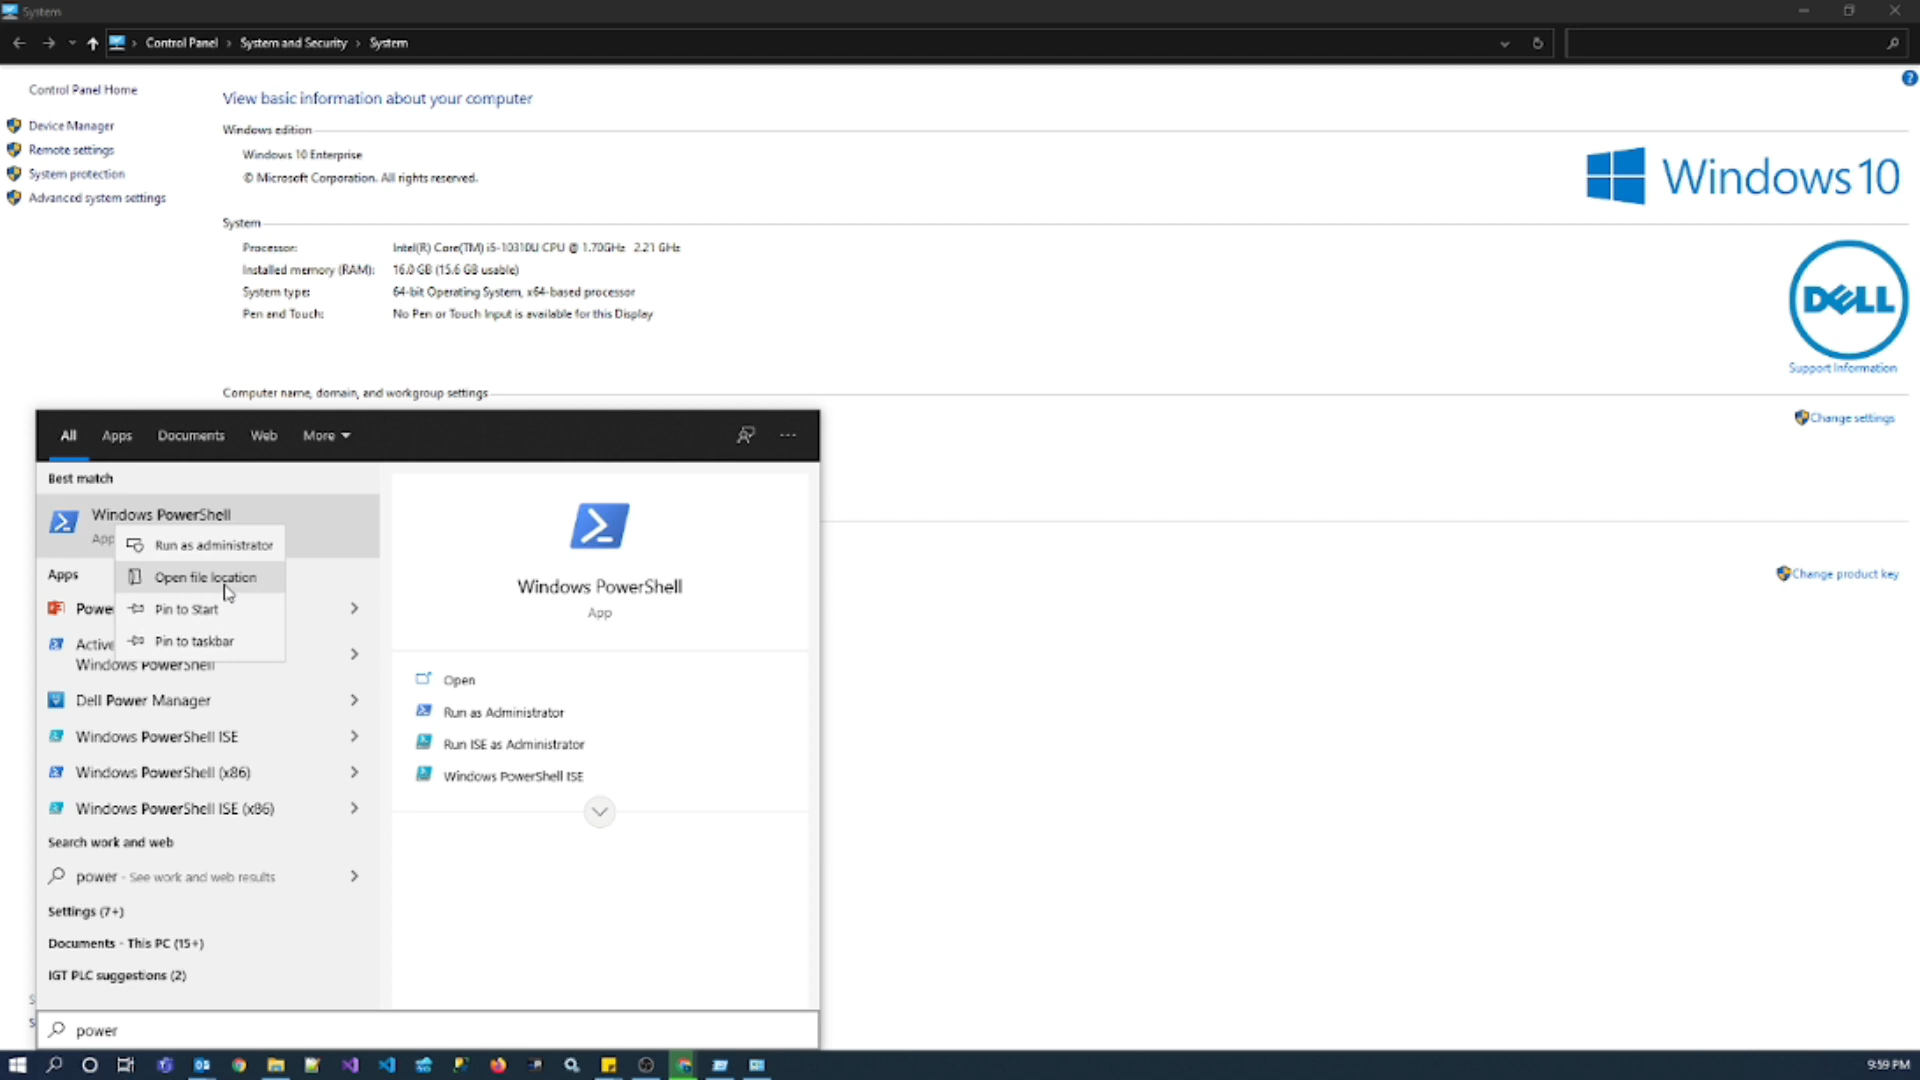 System
Control Panel > System and Security > System
Control Panel Home
Device Manager
Remote settings
System protection
Advanced system settings
View basic information about your computer
Windows edition
Windows 10 Enterprise
© Microsoft Corporation. All rights reserved.
Windows 10
System
Processor: Intel(R) Core(TM) i5-10310U CPU @ 1.70GHz 2.21 GHz
Installed memory (RAM): 16.0 GB (15.6 GB usable)
System type: 64-bit Operating System, x64-based processor
Pen and Touch: No Pen or Touch Input is available for this Display
DELL
Support Information
Computer name, domain, and workgroup settings
Change settings
Change product key
All Apps Documents Web More
Best match
Windows PowerShell
App
Run as administrator
Open file location
Pin to Start
Pin to taskbar
Apps
Power
Active
Windows PowerShell
Dell Power Manager
Windows PowerShell ISE
Windows PowerShell (x86)
Windows PowerShell ISE (x86)
Search work and web
power - See work and web results
Settings (7+)
Documents - This PC (15+)
IGT PLC suggestions (2)
Windows PowerShell
App
Open
Run as Administrator
Run ISE as Administrator
Windows PowerShell ISE
power
9:59 PM